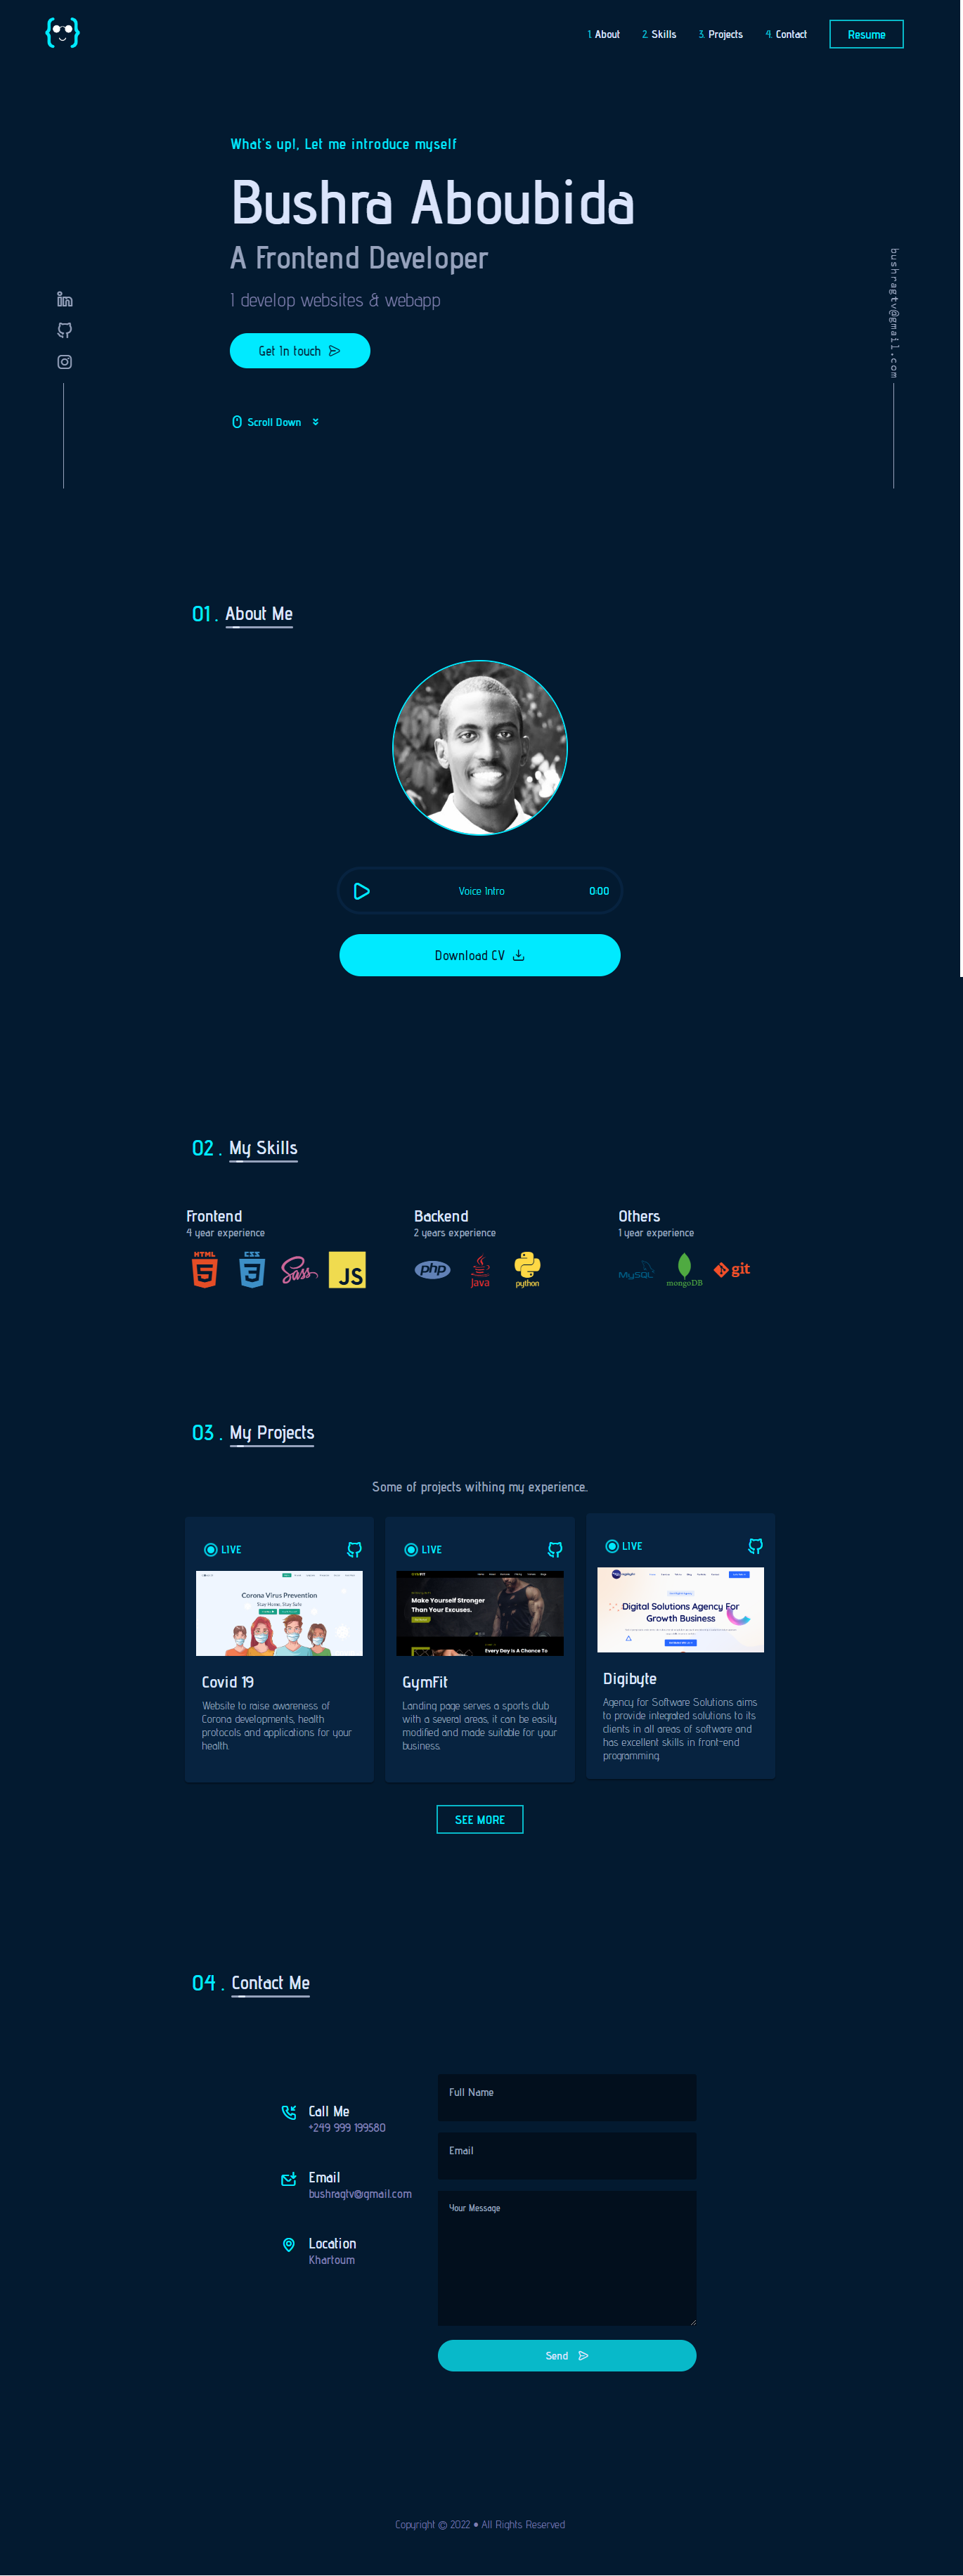 1. About
2. Skills
3. Projects
4. Contact
Resume
What's up!, Let me introduce myself
Bushra Aboubida
A Frontend Developer
I develop websites & webapp
Get In touch
Scroll Down
bushragtv@gmail.com
01 . About Me
Voice Intro
0:00
Download CV
02 . My Skills
Frontend
4 year experience
HTML
CSS
Sass
JS
Backend
2 years experience
php
Java
python
Others
1 year experience
MySQL
mongoDB
git
03 . My Projects
Some of projects withing my experience.
LIVE
Corona Virus Prevention
Stay Home. Stay Safe
Covid 19
Website to raise awareness of
Corona developments, health
protocols and applications for your
health.
LIVE
Make Yourself Stronger
Than Your Excuses.
Every Day Is A Chance To
GymFit
Landing page serves a sports club
with a several areas, it can be easily
modified and made suitable for your
business.
LIVE
Digital Solutions Agency For
Growth Business
Digibyte
Agency for Software Solutions aims
to provide integrated solutions to its
clients in all areas of software and
has excellent skills in front-end
programming.
SEE MORE
04 . Contact Me
Call Me
+249 999 199580
Email
bushragtv@gmail.com
Location
Khartoum
Full Name
Email
Your Message
Send
Copyright © 2022 • All Rights Reserved